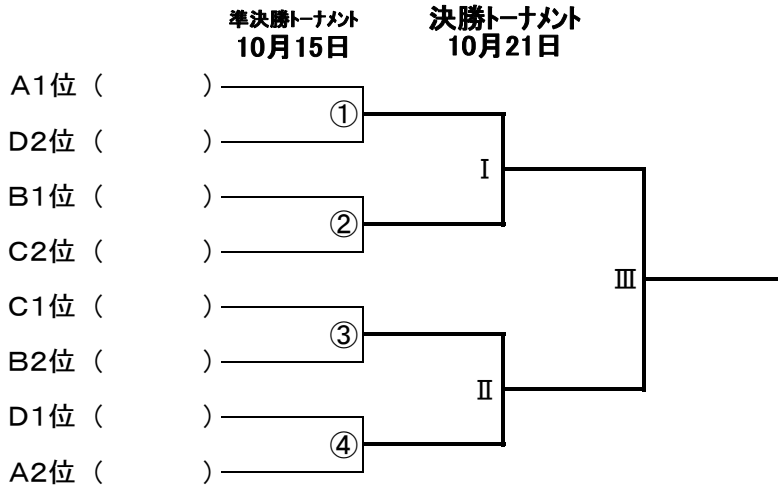 準決勝トーナメント 決勝トーナメント
10月15日 10月21日
A1位（ ）
①
D2位（ ）
Ⅰ
B1位（ ）
②
C2位（ ）
Ⅲ
C1位（ ）
③
B2位（ ）
Ⅱ
D1位（ ）
④
A2位（ ）